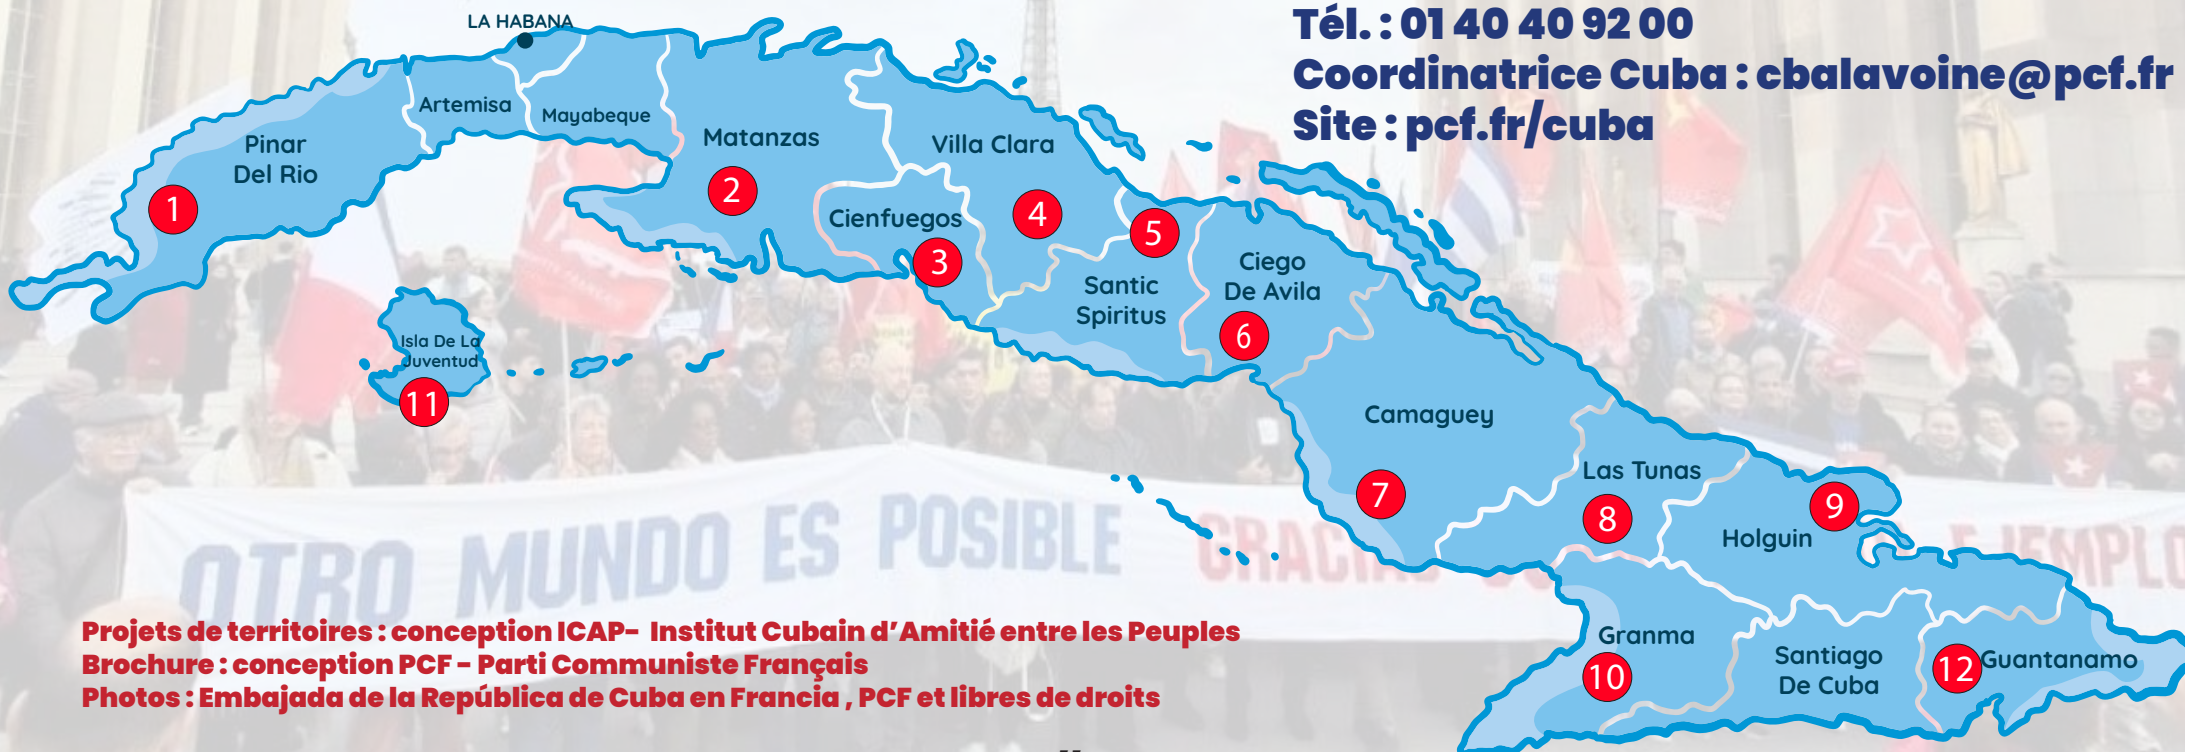 LA HABANA
Tél. : 01 40 40 92 00
Coordinatrice Cuba : cbalavoine@pcf.fr
Site : pcf.fr/cuba
Pinar
Del Rio
1
Artemisa
Mayabeque
Matanzas
2
Cienfuegos
3
Villa Clara
4
5
Santic
Spiritus
Ciego
De Avila
6
Isla De La
Juventud
11
Camaguey
7
Las Tunas
8
Holguin
9
Granma
10
Santiago
De Cuba
12
Guantanamo
OTRO MUNDO ES POSIBLE
Projets de territoires : conception ICAP- Institut Cubain d'Amitié entre les Peuples
Brochure : conception PCF - Parti Communiste Français
Photos : Embajada de la República de Cuba en Francia , PCF et libres de droits